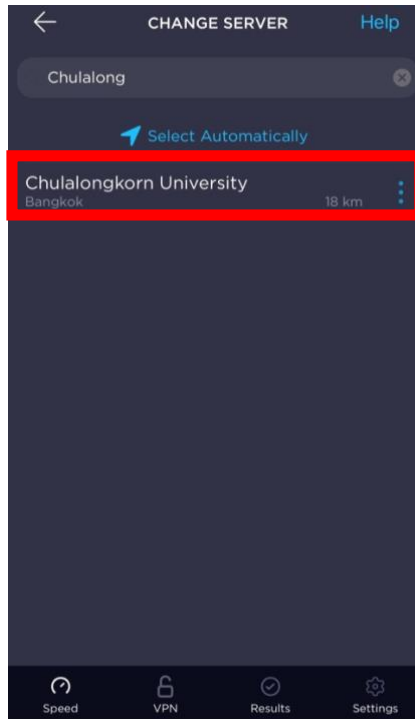 CHANGE SERVER Help
Chulalong
Select Automatically
Chulalongkorn University
Bangkok 18 km
Speed VPN Results Settings